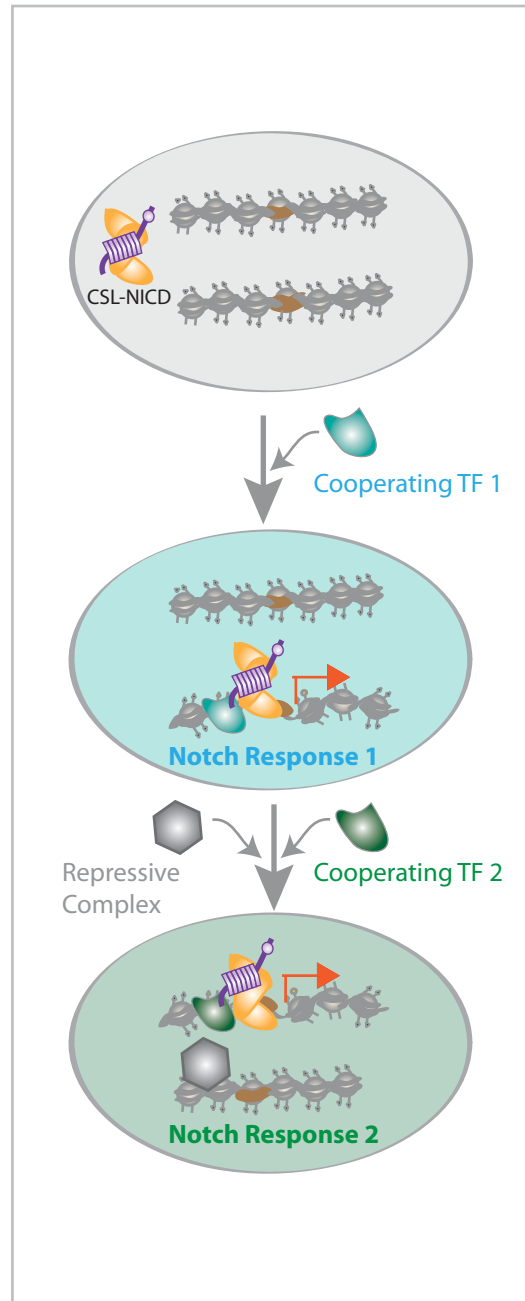 CSL-NICD
Cooperating TF 1
Notch Response 1
Repressive
Complex
Cooperating TF 2
Notch Response 2